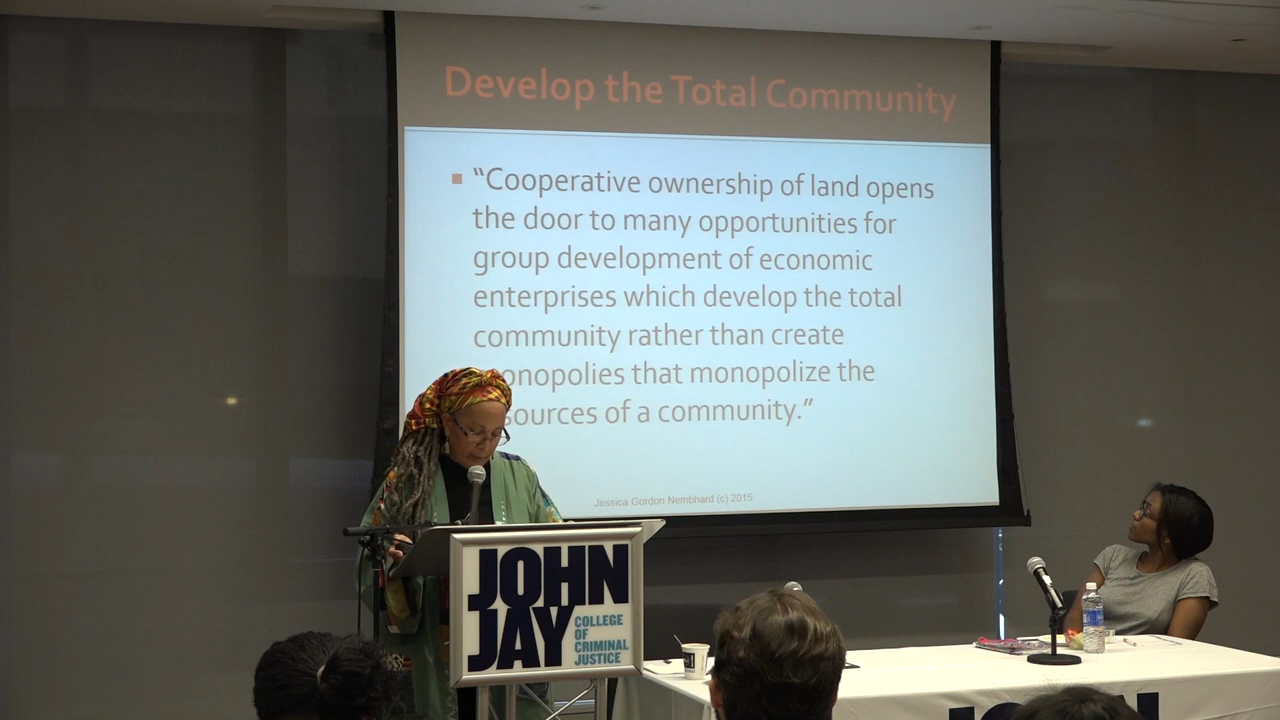 Develop the Total Community
"Cooperative ownership of land opens
the door to many opportunities for
group development of economic
enterprises which develop the total
community rather than create
onopolies that monopolize the
sources of a community."
Jessica Gordon Nembhard (c) 2015
JOHN
JAY
COLLEGE
OF
CRIMINAL
JUSTICE